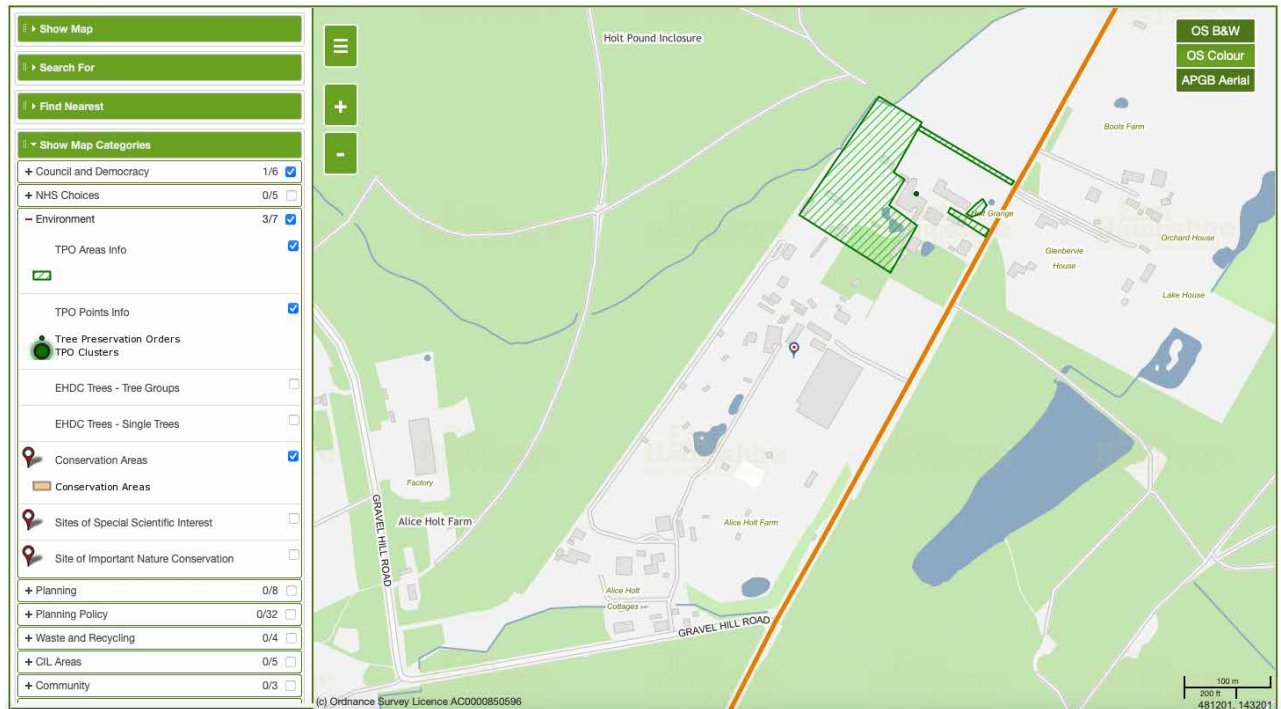 Show Map
Search For
Find Nearest
Show Map Categories
+ Council and Democracy 1/6
+ NHS Choices 0/5
− Environment 3/7
TPO Areas Info
TPO Points Info
Tree Preservation Orders
TPO Clusters
EHDC Trees - Tree Groups
EHDC Trees - Single Trees
Conservation Areas
Conservation Areas
Sites of Special Scientific Interest
Site of Important Nature Conservation
+ Planning 0/8
+ Planning Policy 0/32
+ Waste and Recycling 0/4
+ CIL Areas 0/5
+ Community 0/3
+
-
OS B&W
OS Colour
APGB Aerial
Holt Pound Inclosure
Bools Farm
Grange
Orchard House
Glenbervie
House
Lake House
Factory
Alice Holt Farm
Alice Holt Farm
GRAVEL HILL ROAD
Alice Holt
Cottages
GRAVEL HILL ROAD
(c) Ordnance Survey Licence AC0000850596
100 m
200 ft
481201, 143201